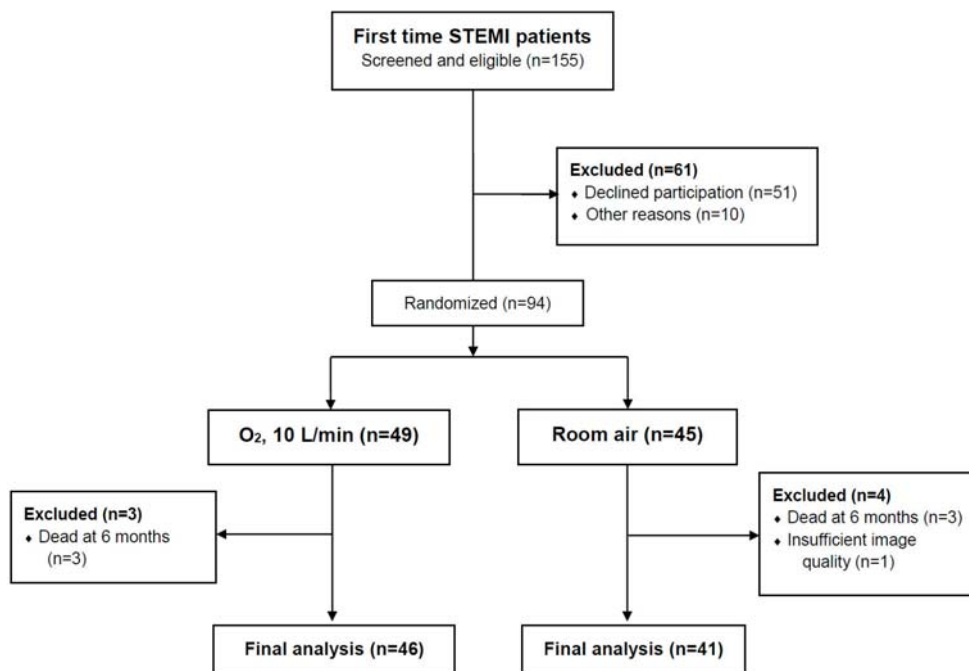 First time STEMI patients
Screened and eligible (n=155)
Excluded (n=61)
♦ Declined participation (n=51)
♦ Other reasons (n=10)
Randomized (n=94)
O₂, 10 L/min (n=49)
Room air (n=45)
Excluded (n=3)
♦ Dead at 6 months
(n=3)
Excluded (n=4)
♦ Dead at 6 months (n=3)
♦ Insufficient image
quality (n=1)
Final analysis (n=46)
Final analysis (n=41)